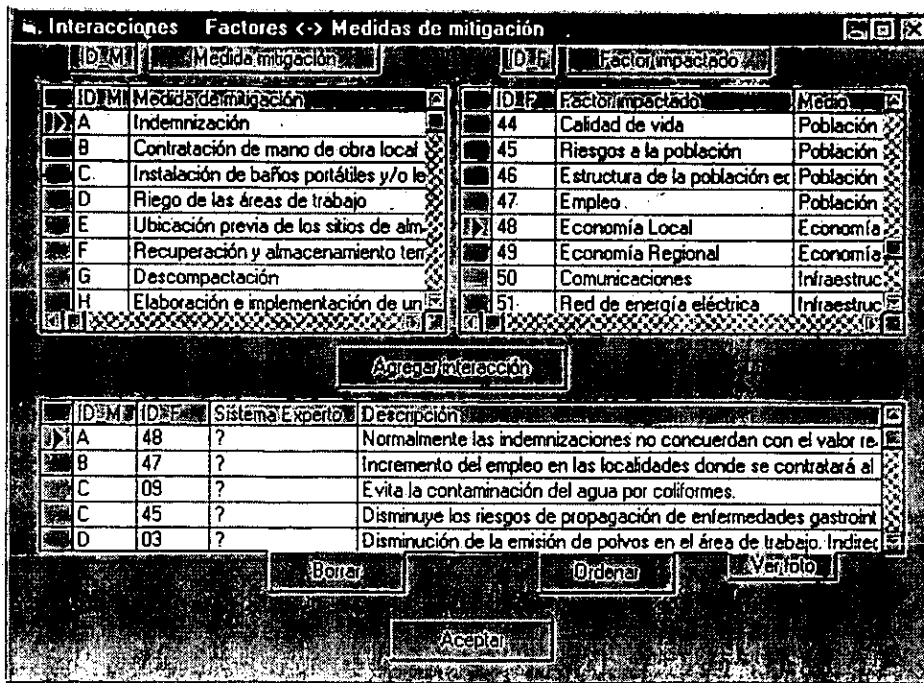 Interacciones Factores <-> Medidas de mitigación
ID_M Medida mitigación ID_F Factor impactado
ID_M Medida de mitigación
A Indemnización
B Contratación de mano de obra local
C Instalación de baños portátiles y/o le
D Riego de las áreas de trabajo
E Ubicación previa de los sitios de alm
F Recuperación y almacenamiento tem
G Descompactación
H Elaboración e implementación de un
ID_F Factor impactado Medio
44 Calidad de vida Población
45 Riesgos a la población Población
46 Estructura de la población ec Población
47 Empleo Población
48 Economía Local Economía
49 Economía Regional Economía
50 Comunicaciones Infraestruc
51 Red de energía eléctrica Infraestruc
Agregar interacción
ID_M ID_F Sistema Experto Descripción
A 48 ? Normalmente las indemnizaciones no concuerdan con el valor re
B 47 ? Incremento del empleo en las localidades donde se contratará al
C 09 ? Evita la contaminación del agua por coliformes.
C 45 ? Disminuye los riesgos de propagación de enfermedades gastroint
D 03 ? Disminución de la emisión de polvos en el área de trabajo. Indirec
Borrar Ordenar Ver foto
Aceptar